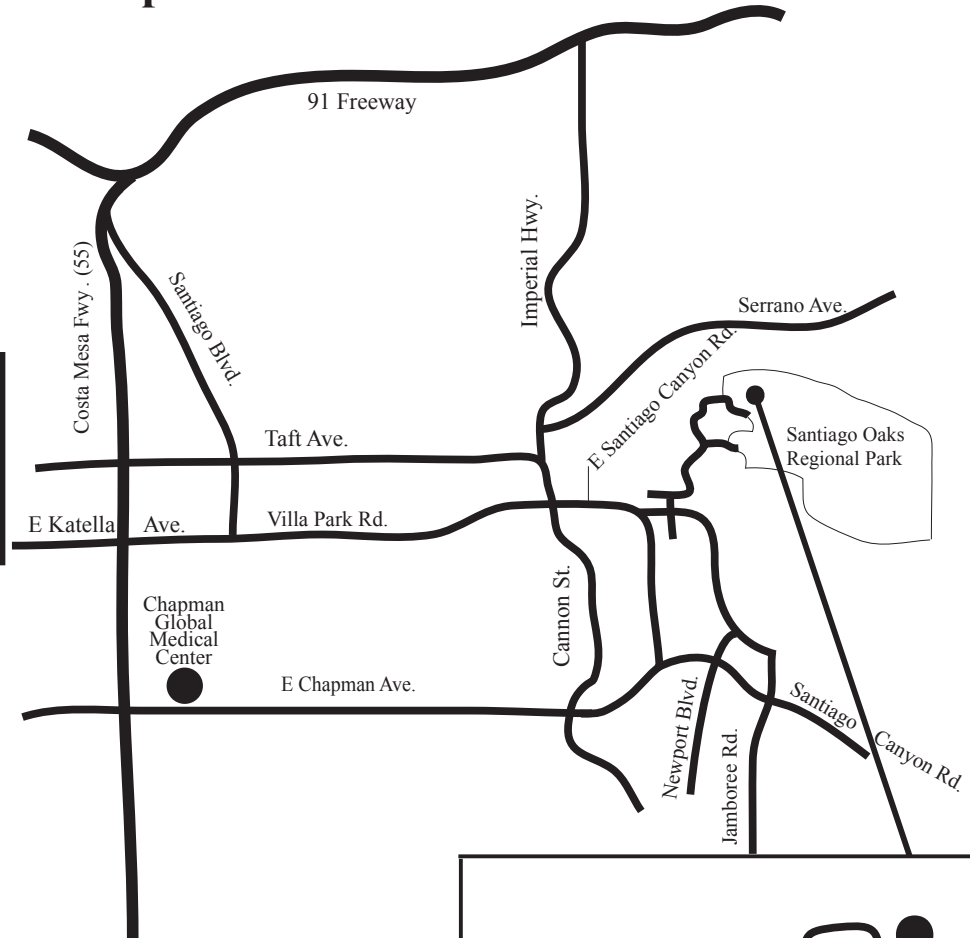 91 Freeway
Imperial Hwy.
Costa Mesa Fwy. (55)
Santiago Blvd.
Serrano Ave.
E Santiago Canyon Rd.
Taft Ave.
Santiago Oaks
Regional Park
E Katella Ave.
Villa Park Rd.
Cannon St.
Chapman
Global
Medical
Center
E Chapman Ave.
Newport Blvd.
Jamboree Rd.
Santiago Canyon Rd.